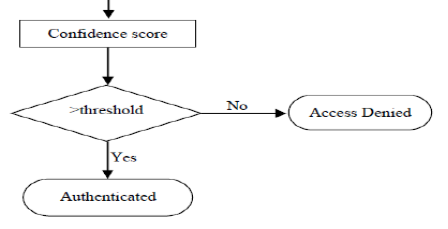 Confidence score
>threshold
No
Access Denied
Yes
Authenticated